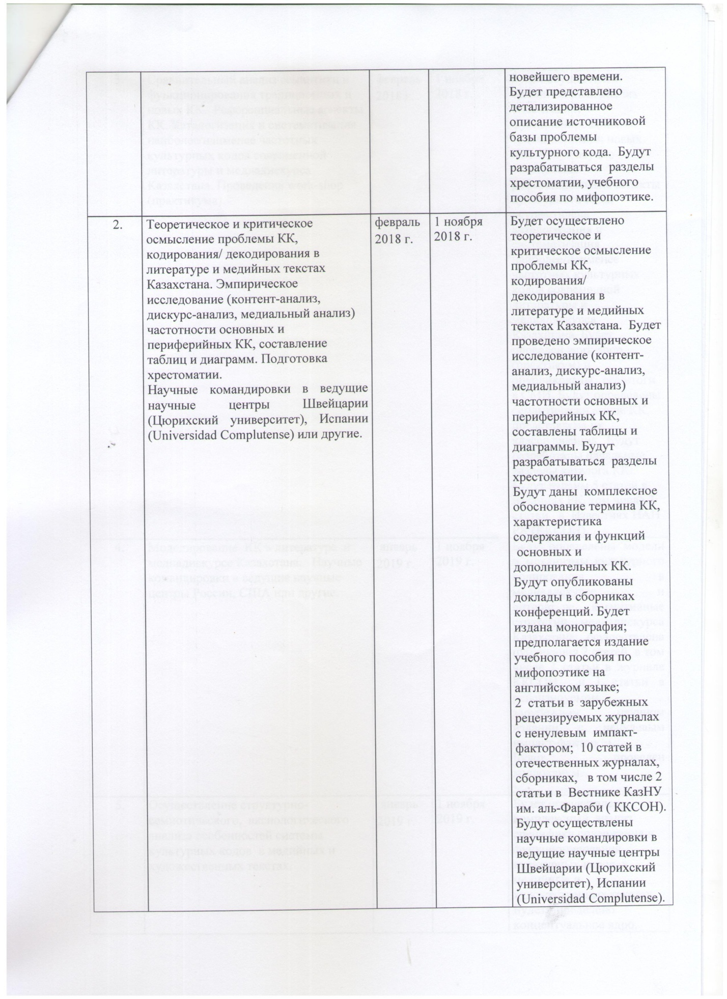 новейшего времени.
Будет представлено
детализированное
описание источниковой
базы проблемы
культурного кода. Будут
разрабатываться разделы
хрестоматии, учебного
пособия по мифопоэтике.
2.
Теоретическое и критическое
осмысление проблемы КК,
кодирования/ декодирования в
литературе и медийных текстах
Казахстана. Эмпирическое
исследование (контент-анализ,
дискурс-анализ, медиальный анализ)
частотности основных и
периферийных КК, составление
таблиц и диаграмм. Подготовка
хрестоматии.
Научные командировки в ведущие
научные центры Швейцарии
(Цюрихский университет), Испании
(Universidad Complutense) или другие.
февраль
2018 г.
1 ноября
2018 г.
Будет осуществлено
теоретическое и
критическое осмысление
проблемы КК,
кодирования/
декодирования в
литературе и медийных
текстах Казахстана. Будет
проведено эмпирическое
исследование (контент-
анализ, дискурс-анализ,
медиальный анализ)
частотности основных и
периферийных КК,
составлены таблицы и
диаграммы. Будут
разрабатываться разделы
хрестоматии.
Будут даны комплексное
обоснование термина КК,
характеристика
содержания и функций
основных и
дополнительных КК.
Будут опубликованы
доклады в сборниках
конференций. Будет
издана монография;
предполагается издание
учебного пособия по
мифопоэтике на
английском языке;
2 статьи в зарубежных
рецензируемых журналах
с ненулевым импакт-
фактором; 10 статей в
отечественных журналах,
сборниках, в том числе 2
статьи в Вестнике КазНУ
им. аль-Фараби ( ККСОН).
Будут осуществлены
научные командировки в
ведущие научные центры
Швейцарии (Цюрихский
университет), Испании
(Universidad Complutense).